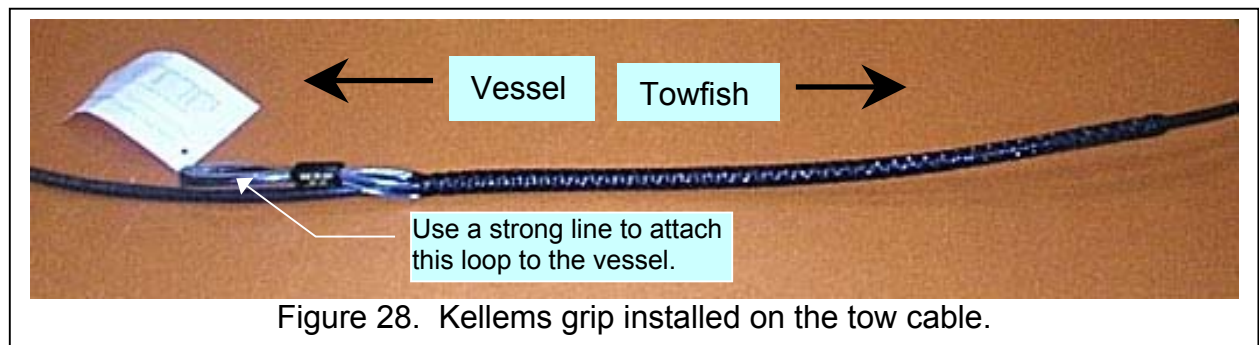 Vessel
Towfish
Use a strong line to attach
this loop to the vessel.
Figure 28. Kellems grip installed on the tow cable.